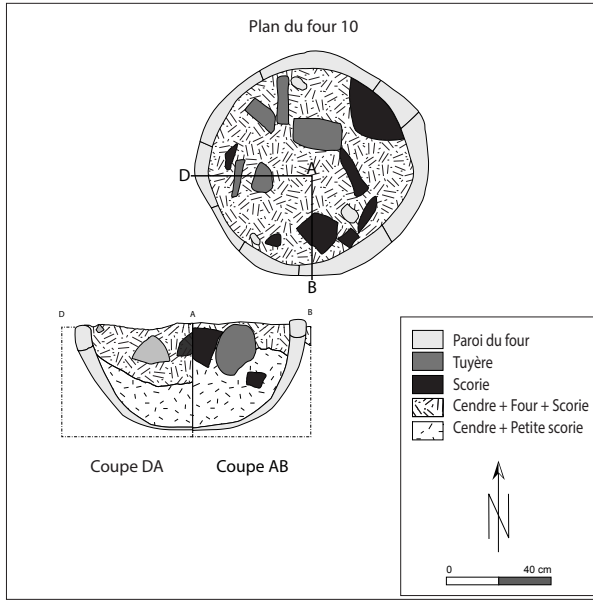 Plan du four 10
D
A
B
D
A
B
Coupe DA
Coupe AB
Paroi du four
Tuyère
Scorie
Cendre + Four + Scorie
Cendre + Petite scorie
N
0
40 cm